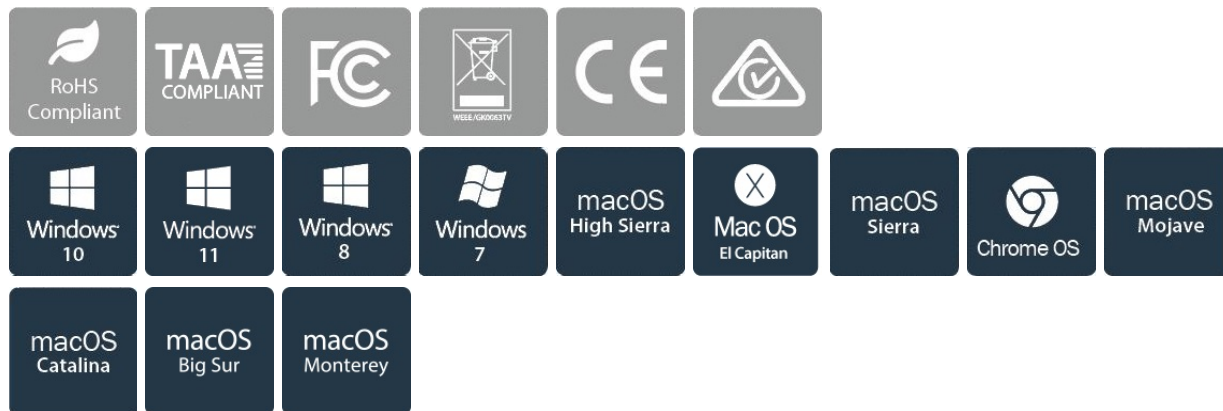 RoHS
Compliant
TAA
COMPLIANT
FC
WEEE/GK0063TV
CE
Windows
10
Windows
11
Windows
8
Windows
7
macOS
High Sierra
X
Mac OS
El Capitan
macOS
Sierra
Chrome OS
macOS
Mojave
macOS
Catalina
macOS
Big Sur
macOS
Monterey